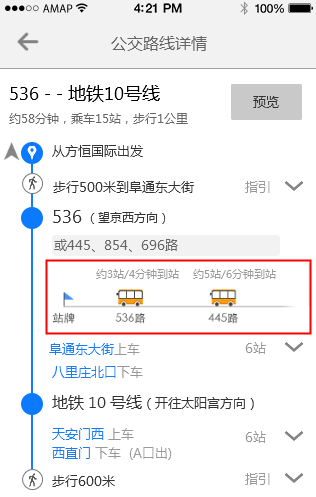 AMAP 4:21 PM 100%
公交路线详情
536 - - 地铁10号线
预览
约58分钟，乘车15站，步行1公里
从方恒国际出发
步行500米到阜通东大街 指引
536（望京西方向）
或445、854、696路
约3站/4分钟到站 约5站/6分钟到站
站牌 536路 445路
阜通东大街上车 6站
八里庄北口下车
地铁 10 号线（开往太阳宫方向）
天安门西 上车 6站
西直门 下车（A口出）
步行600米 指引